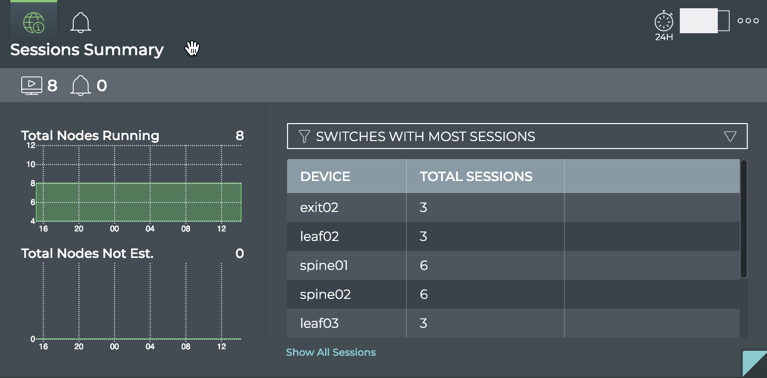 24H
Sessions Summary
8 0
Total Nodes Running 8
12
10
8
6
4
16 20 00 04 08 12
Total Nodes Not Est. 0
0
16 20 00 04 08 12
SWITCHES WITH MOST SESSIONS
DEVICE TOTAL SESSIONS
exit02 3
leaf02 3
spine01 6
spine02 6
leaf03 3
Show All Sessions